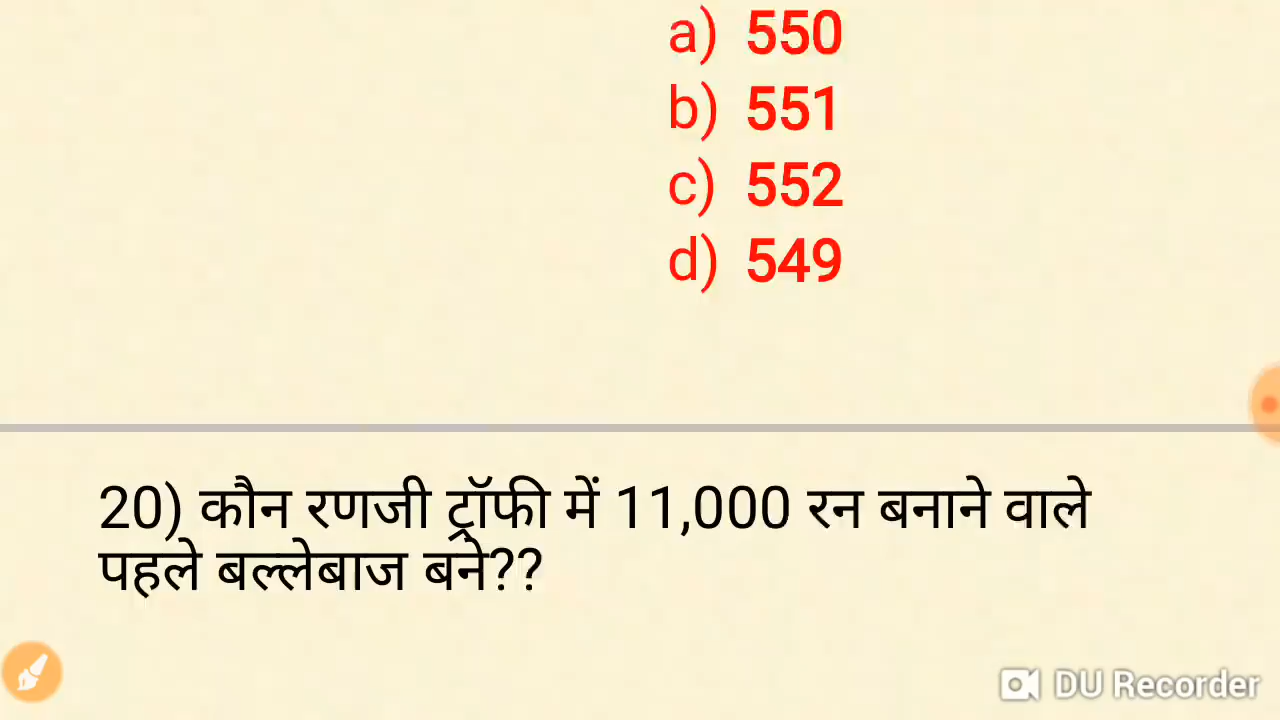 a) 550
b) 551
c) 552
d) 549
20) कौन रणजी ट्रॉफी में 11,000 रन बनाने वाले
पहले बल्लेबाज बने??
DU Recorder